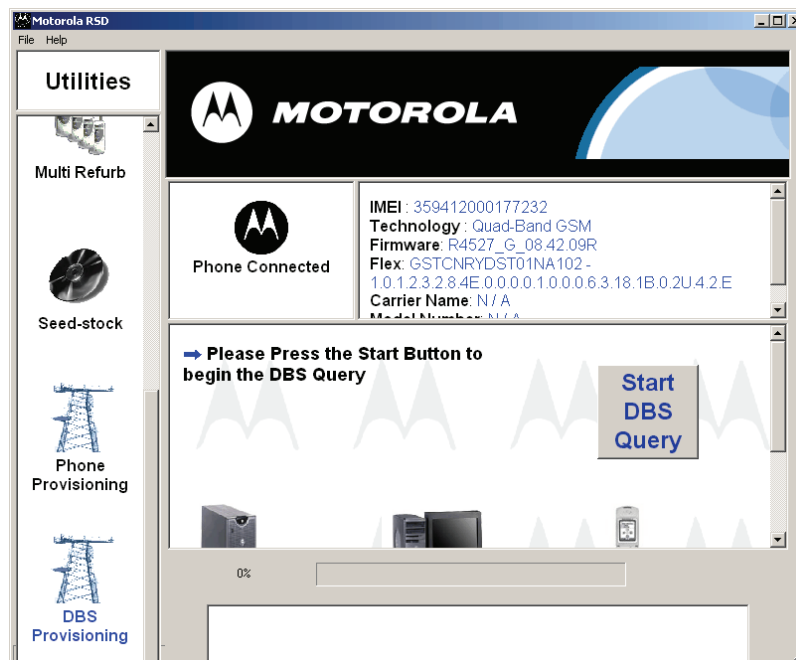 Motorola RSD
File Help
Utilities
Multi Refurb
Seed-stock
Phone
Provisioning
DBS
Provisioning
MOTOROLA
Phone Connected
IMEI : 359412000177232
Technology : Quad-Band GSM
Firmware: R4527_G_08.42.09R
Flex: GSTCNRYDST01NA102 -
1.0.1.2.3.2.8.4E.0.0.0.0.1.0.0.0.6.3.18.1B.0.2U.4.2.E
Carrier Name: N / A
Model Number: N / A
Please Press the Start Button to
begin the DBS Query
Start
DBS
Query
0%